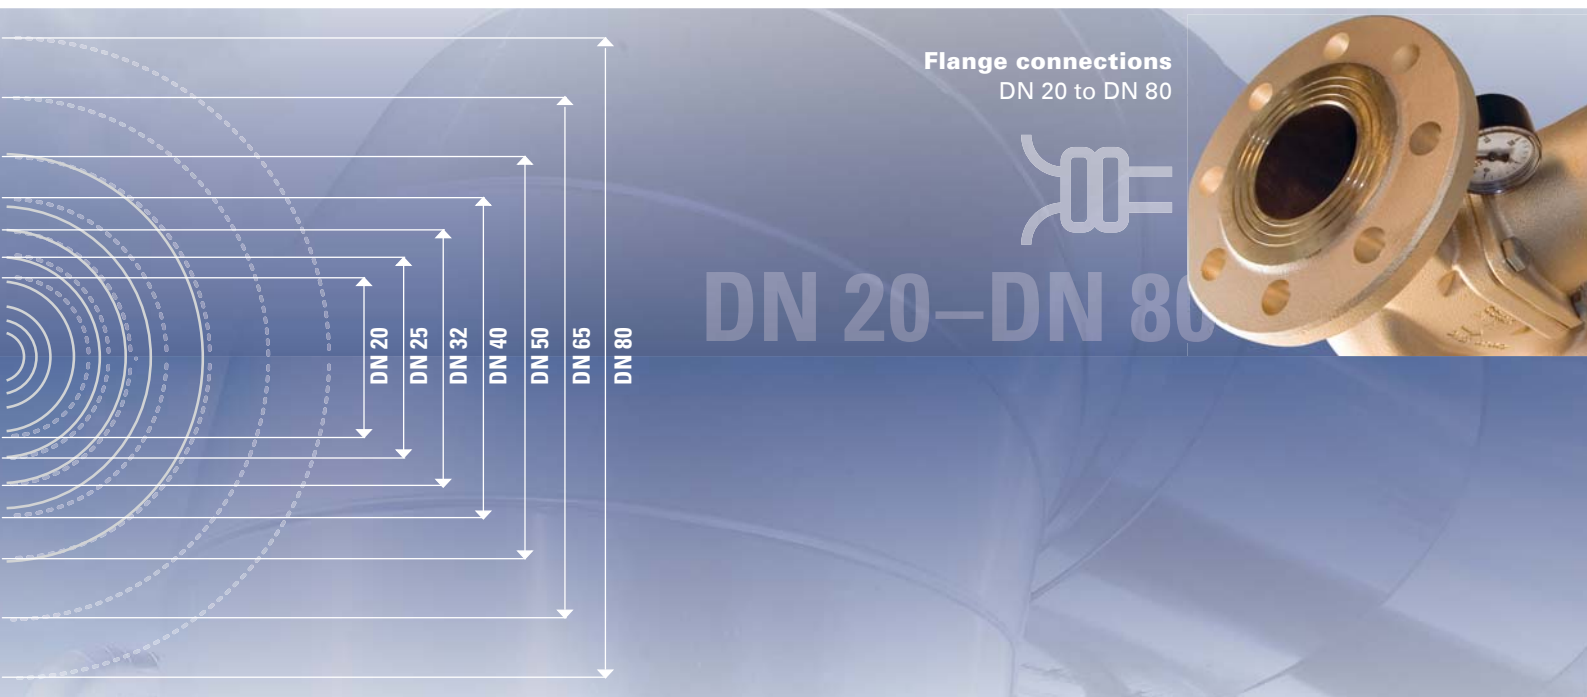 Flange connections
DN 20 to DN 80
DN 20–DN 80
DN 20
DN 25
DN 32
DN 40
DN 50
DN 65
DN 80